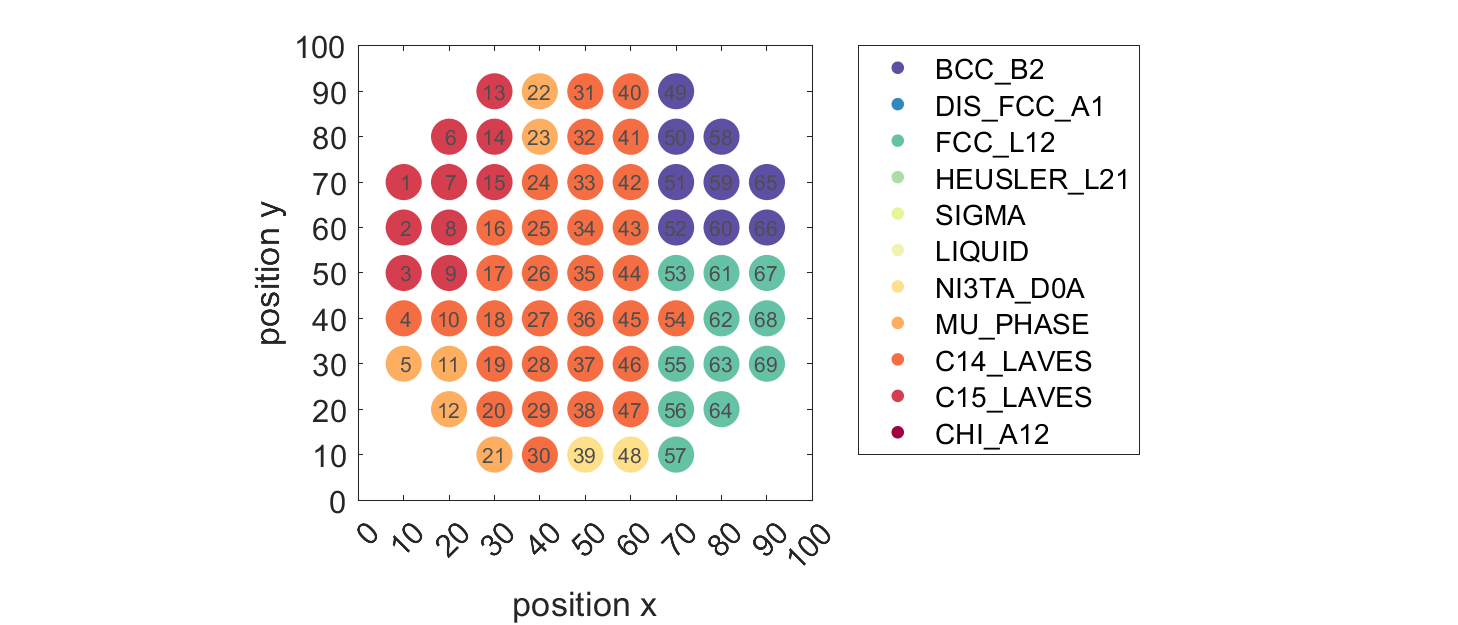 100
90 13 22 31 40 49
80 6 14 23 32 41 50 58
70 1 7 15 24 33 42 51 59 65
60 2 8 16 25 34 43 52 60 66
50 3 9 17 26 35 44 53 61 67
40 4 10 18 27 36 45 54 62 68
30 5 11 19 28 37 46 55 63 69
20 12 20 29 38 47 56 64
10 21 30 39 48 57
0
0 10 20 30 40 50 60 70 80 90 100
position x
position y
BCC_B2
DIS_FCC_A1
FCC_L12
HEUSLER_L21
SIGMA
LIQUID
NI3TA_D0A
MU_PHASE
C14_LAVES
C15_LAVES
CHI_A12